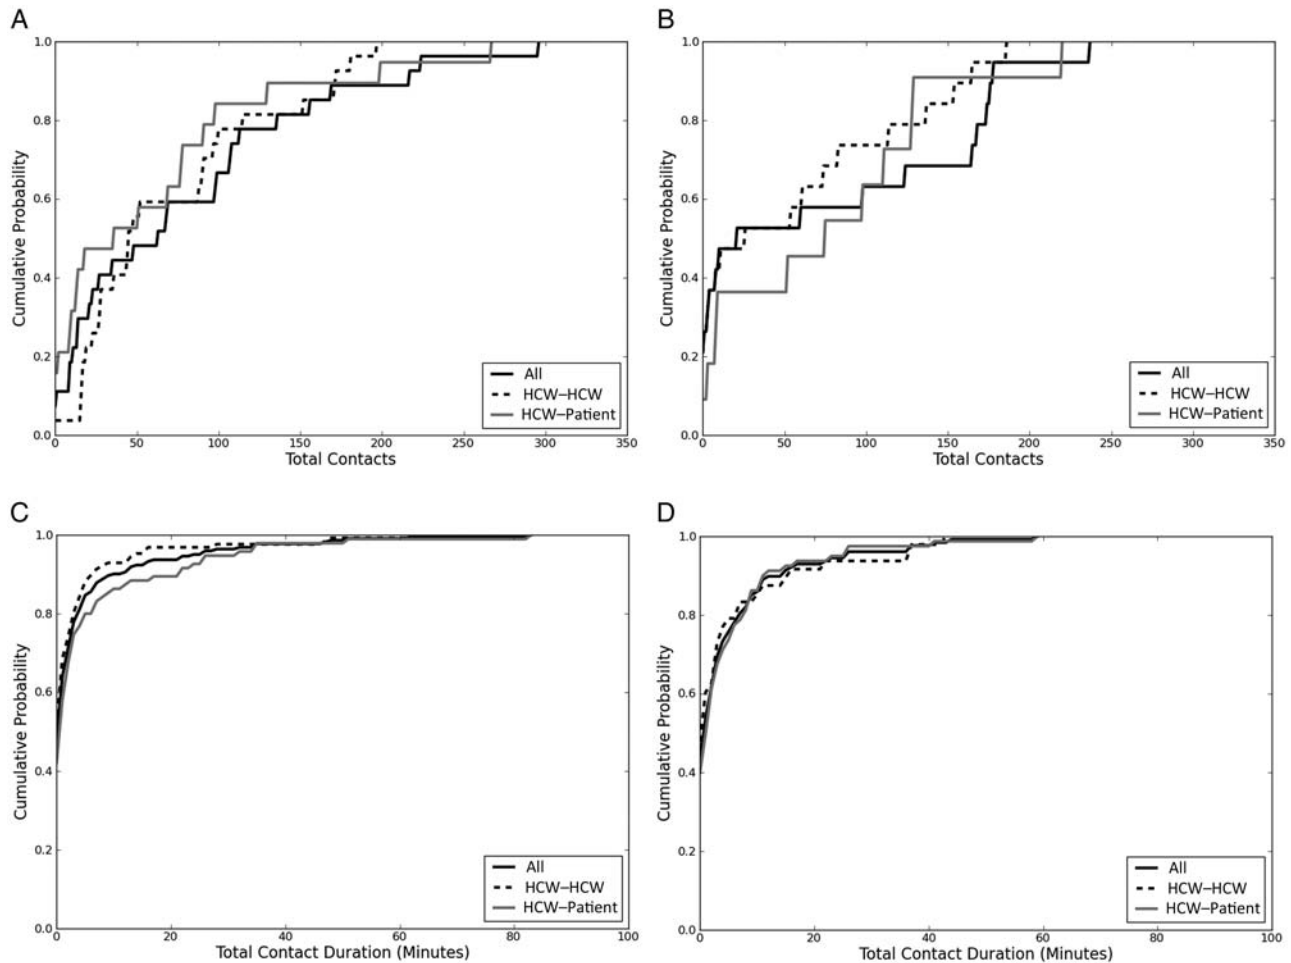 A
1.0
0.8
0.6
0.4
0.2
0.0
Cumulative Probability
All
HCW–HCW
HCW–Patient
0 50 100 150 200 250 300 350
Total Contacts
B
1.0
0.8
0.6
0.4
0.2
0.0
Cumulative Probability
All
HCW–HCW
HCW–Patient
0 50 100 150 200 250 300 350
Total Contacts
C
1.0
0.8
0.6
0.4
0.2
0.0
Cumulative Probability
All
HCW–HCW
HCW–Patient
0 20 40 60 80 100
Total Contact Duration (Minutes)
D
1.0
0.8
0.6
0.4
0.2
0.0
Cumulative Probability
All
HCW–HCW
HCW–Patient
0 20 40 60 80 100
Total Contact Duration (Minutes)